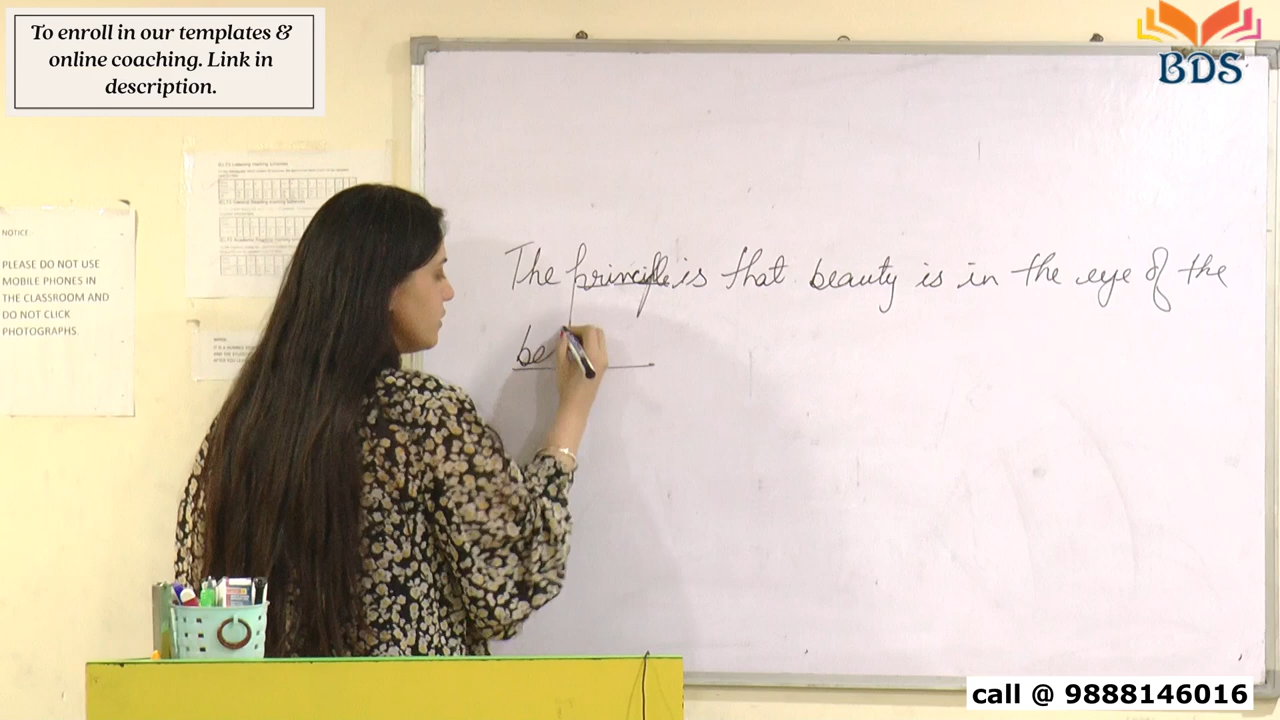 To enroll in our templates &
online coaching. Link in
description.
BDS
NOTICE
PLEASE DO NOT USE
MOBILE PHONES IN
THE CLASSROOM AND
DO NOT CLICK
PHOTOGRAPHS.
The principle is that beauty is in the eye of the
be
call @ 9888146016